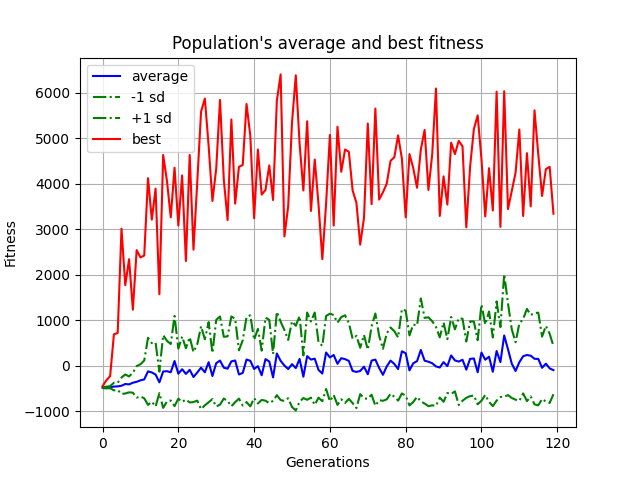 Population's average and best fitness
average
-1 sd
+1 sd
best
6000
5000
4000
3000
2000
1000
0
−1000
Fitness
0 20 40 60 80 100 120
Generations